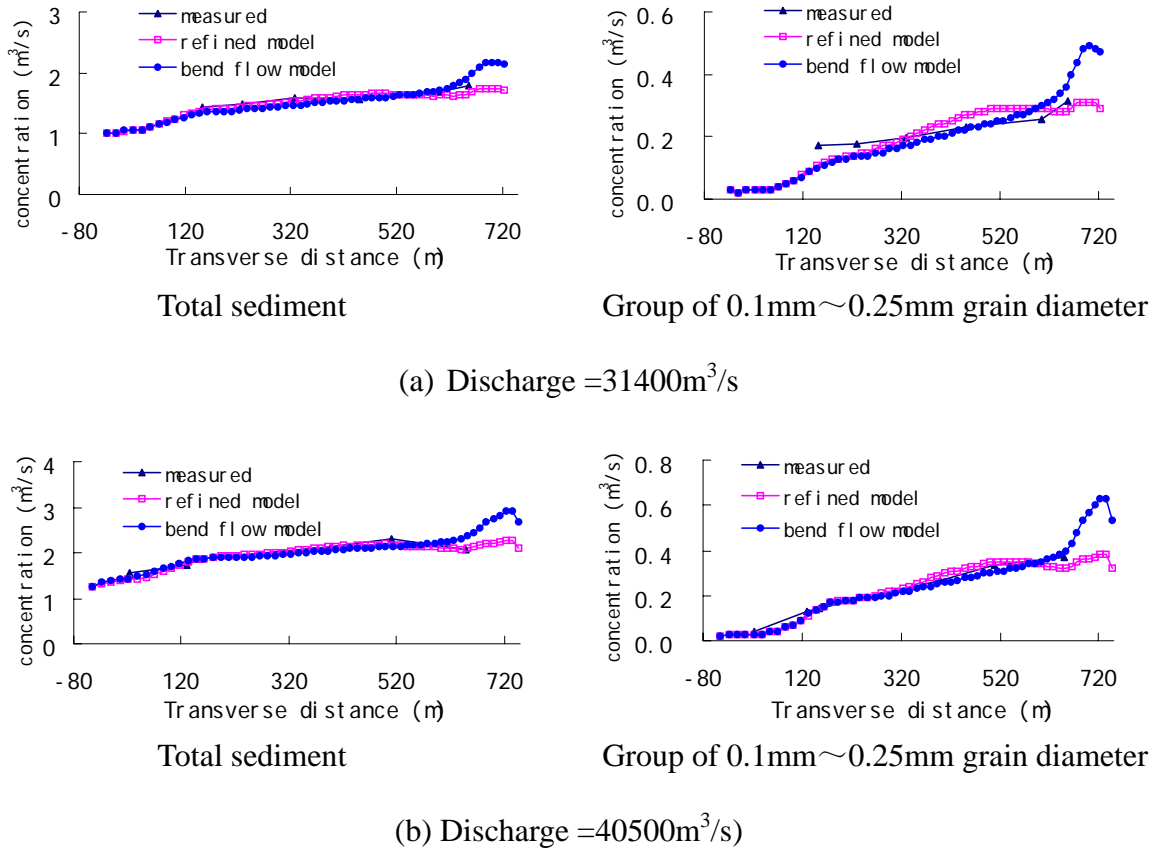 measured
refined model
bend flow model
concentration (m³/s)
3
2
1
0
-80 120 320 520 720
Transverse distance (m)
Total sediment
measured
refined model
bend flow model
concentration (m³/s)
0.6
0.4
0.2
0.0
-80 120 320 520 720
Transverse distance (m)
Group of 0.1mm～0.25mm grain diameter
(a) Discharge =31400m³/s
measured
refined model
bend flow model
concentration (m³/s)
4
3
2
1
0
-80 120 320 520 720
Transverse distance (m)
Total sediment
measured
refined model
bend flow model
concentration (m³/s)
0.8
0.6
0.4
0.2
0.0
-80 120 320 520 720
Transverse distance (m)
Group of 0.1mm～0.25mm grain diameter
(b) Discharge =40500m³/s)